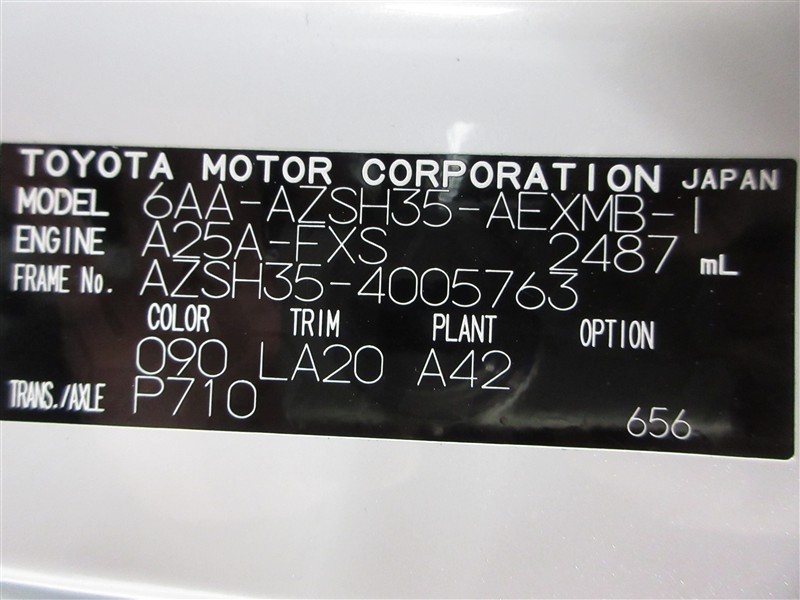 TOYOTA MOTOR CORPORATION JAPAN
MODEL 6AA-AZSH35-AEXMB-I
ENGINE A25A-FXS 2487 mL
FRAME No. AZSH35-4005763
COLOR TRIM PLANT OPTION
090 LA20 A42
TRANS./AXLE P710
656